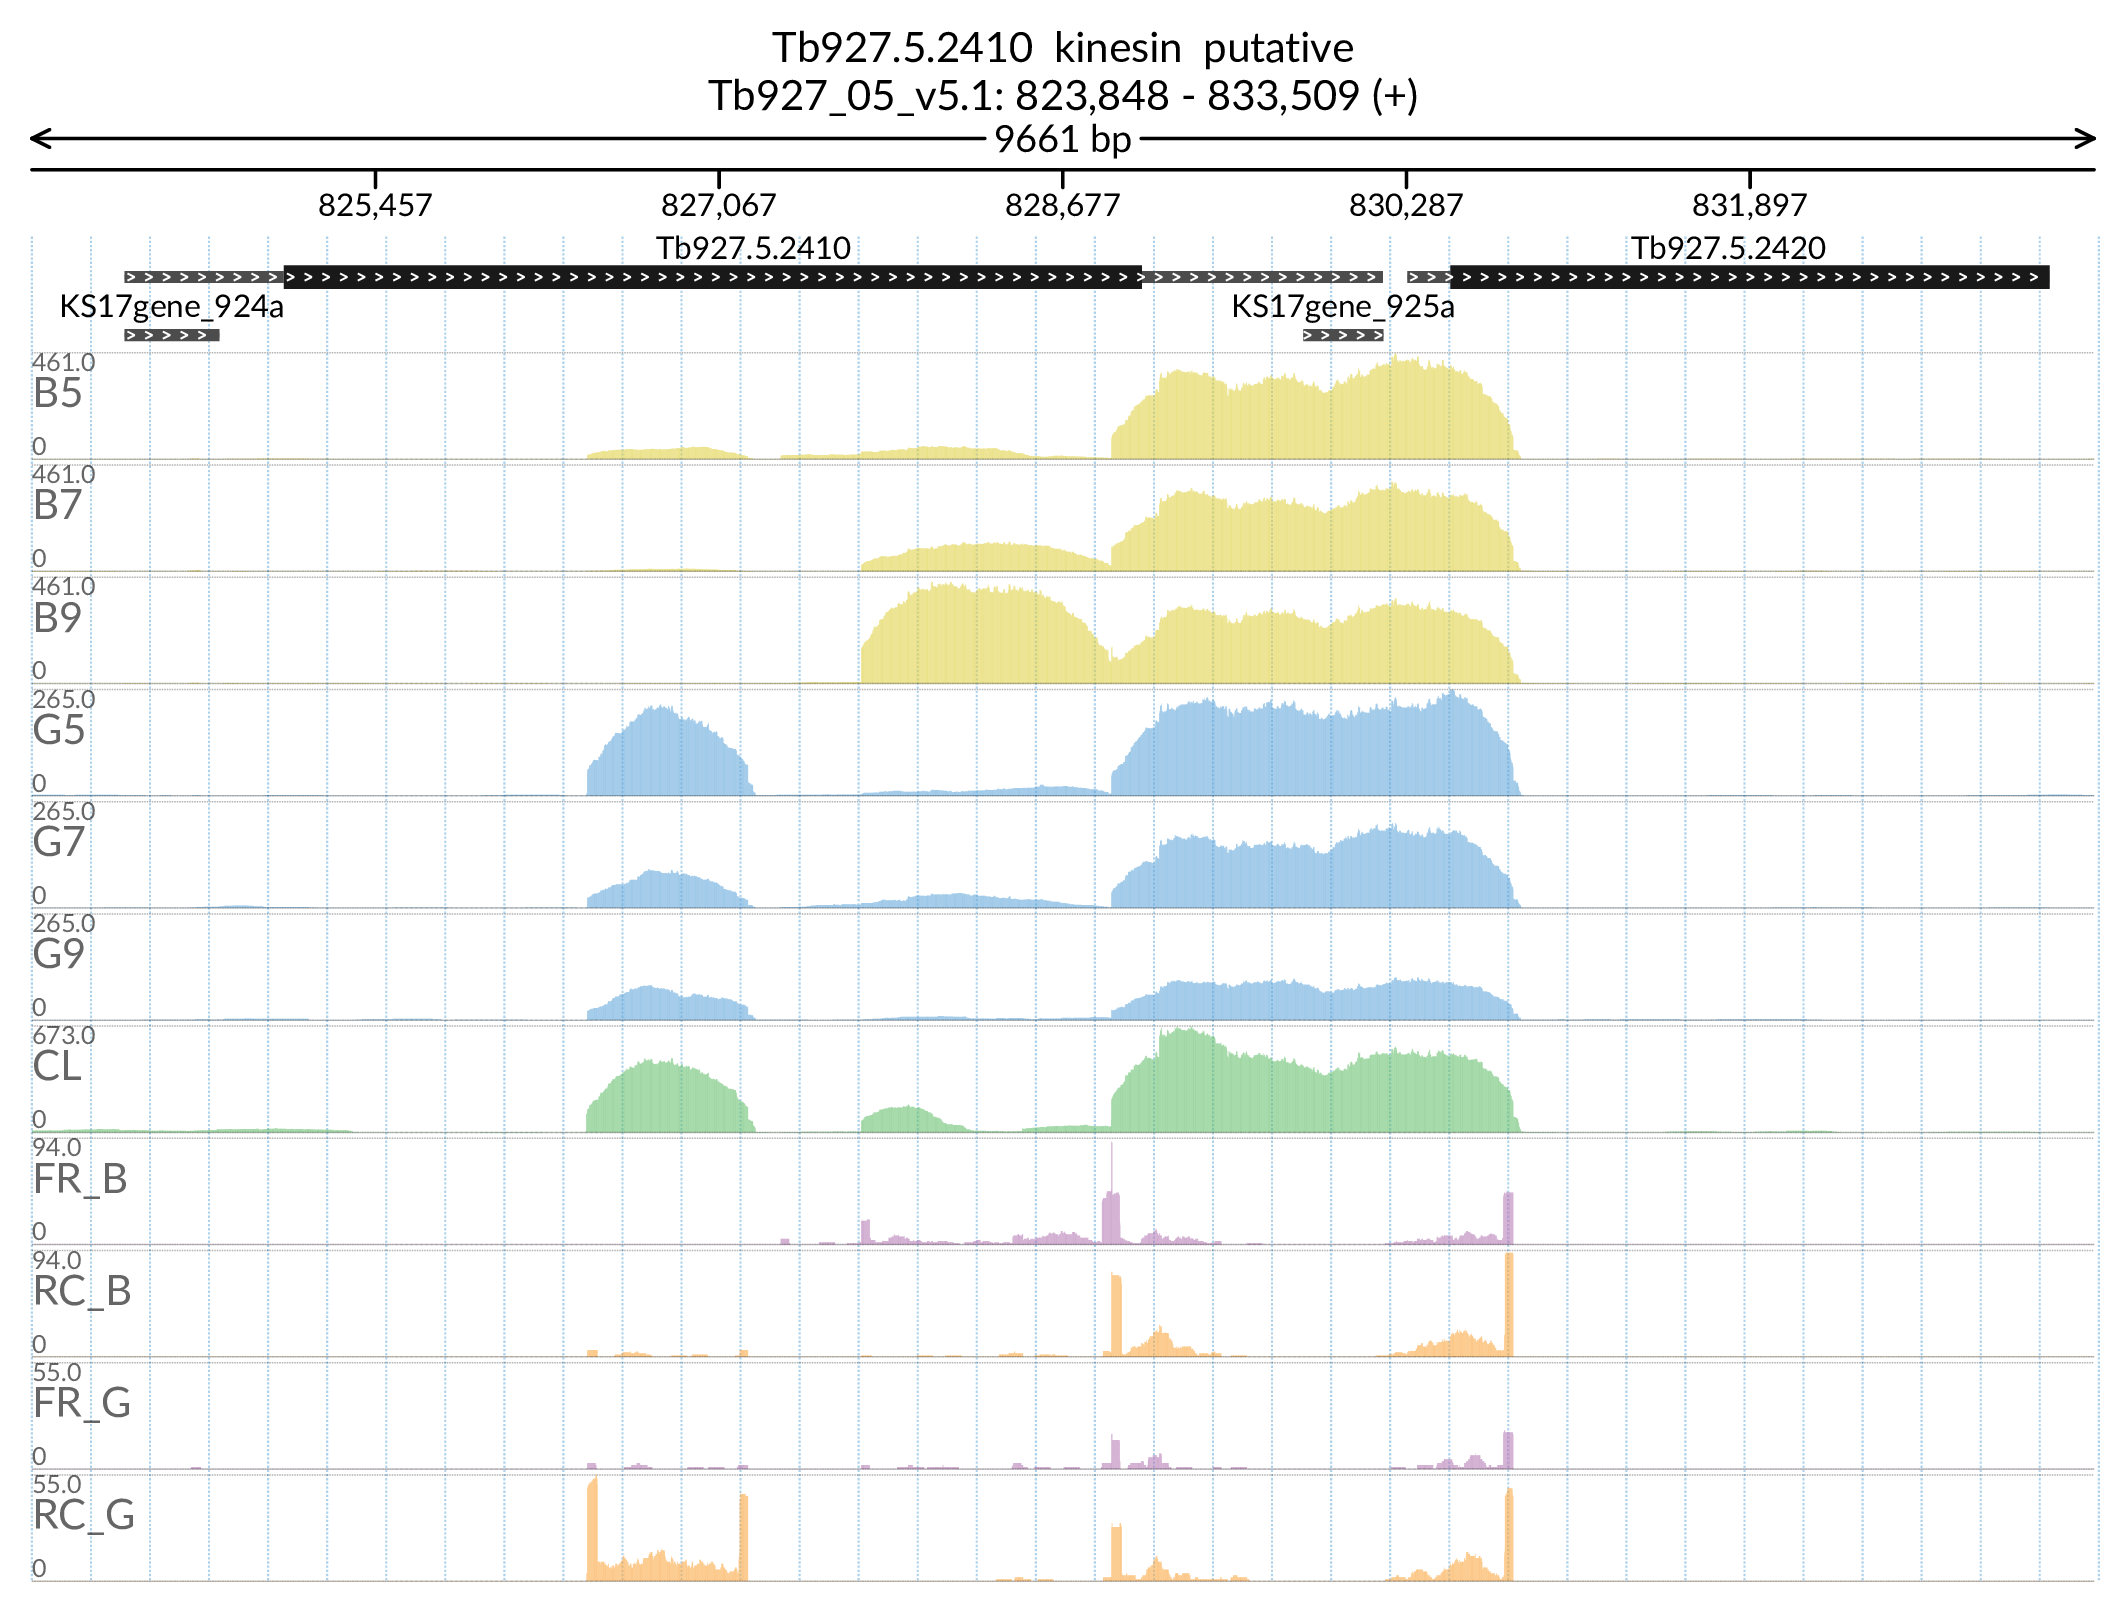 Tb927.5.2410 kinesin putative
Tb927_05_v5.1: 823,848 - 833,509 (+)
9661 bp
825,457 827,067 828,677 830,287 831,897
Tb927.5.2410 Tb927.5.2420
KS17gene_924a KS17gene_925a
461.0
B5
0
461.0
B7
0
461.0
B9
0
265.0
G5
0
265.0
G7
0
265.0
G9
0
673.0
CL
0
94.0
FR_B
0
94.0
RC_B
0
55.0
FR_G
0
55.0
RC_G
0